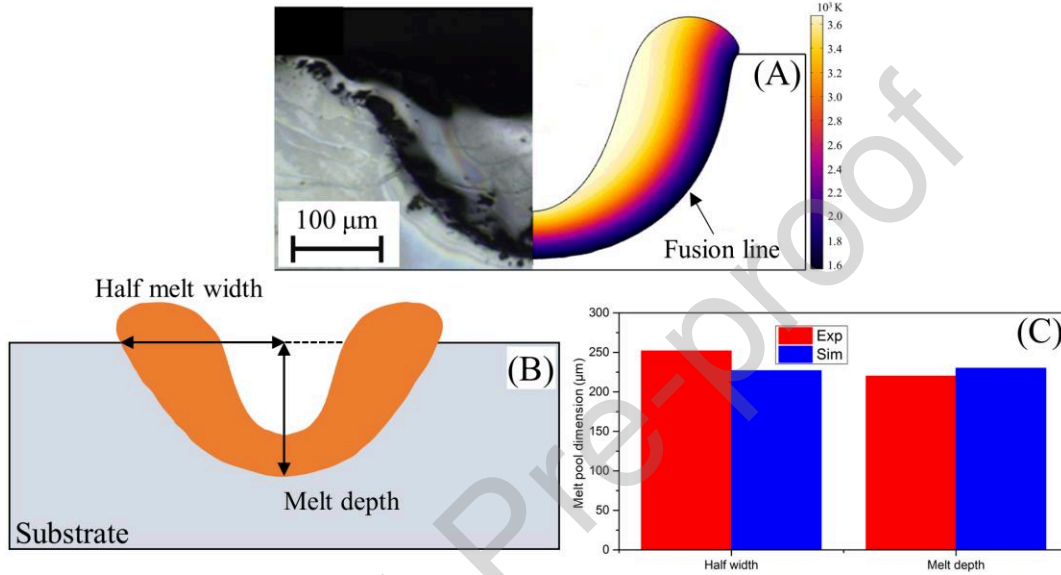 10³ K
(A)
3.6
3.4
3.2
3.0
2.8
2.6
2.4
2.2
2.0
1.8
1.6
100 μm
Fusion line
Half melt width
(B)
Melt depth
Substrate
(C)
Exp
Sim
Melt pool dimension (μm)
300
250
200
150
100
50
0
Half width
Melt depth
Pre-proof